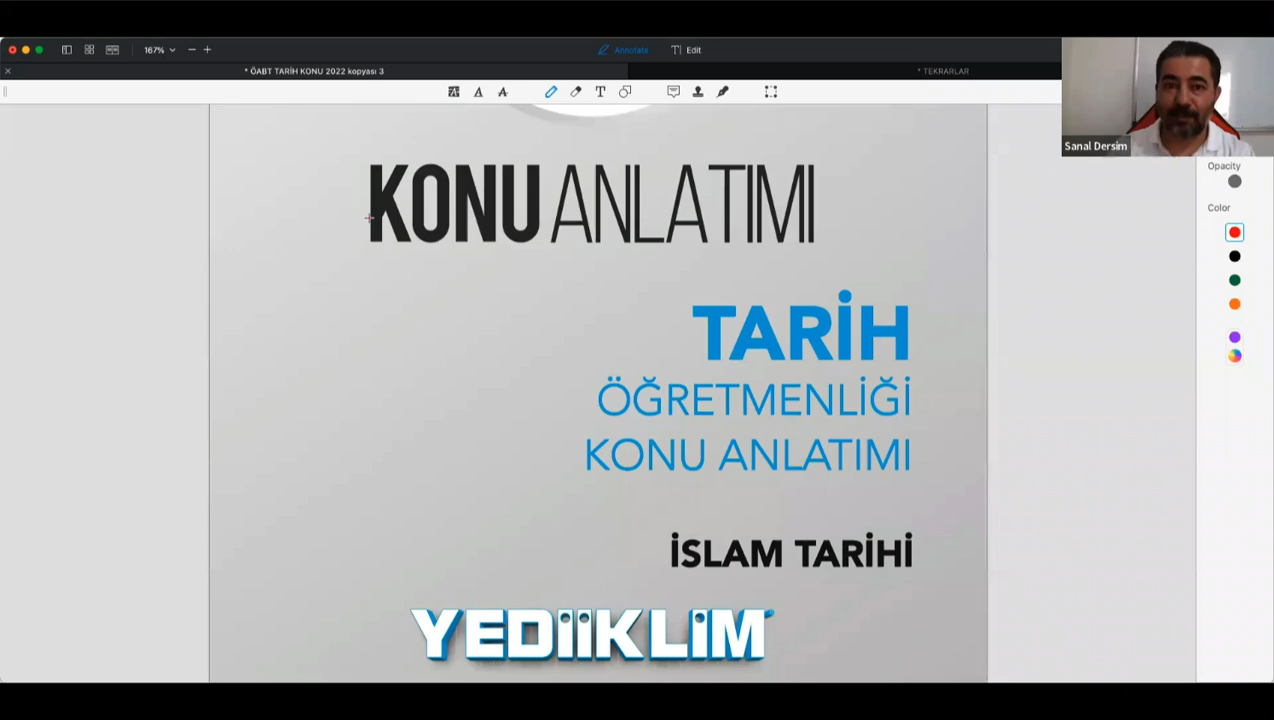 167%
Annotate
Edit
* ÖABT TARİH KONU 2022 kopyası 3
* TEKRARLAR
Sanal Dersim
Opacity
Color
KONU ANLATIMI
TARİH
ÖĞRETMENLİĞİ
KONU ANLATIMI
İSLAM TARİHİ
YEDİİKLİM